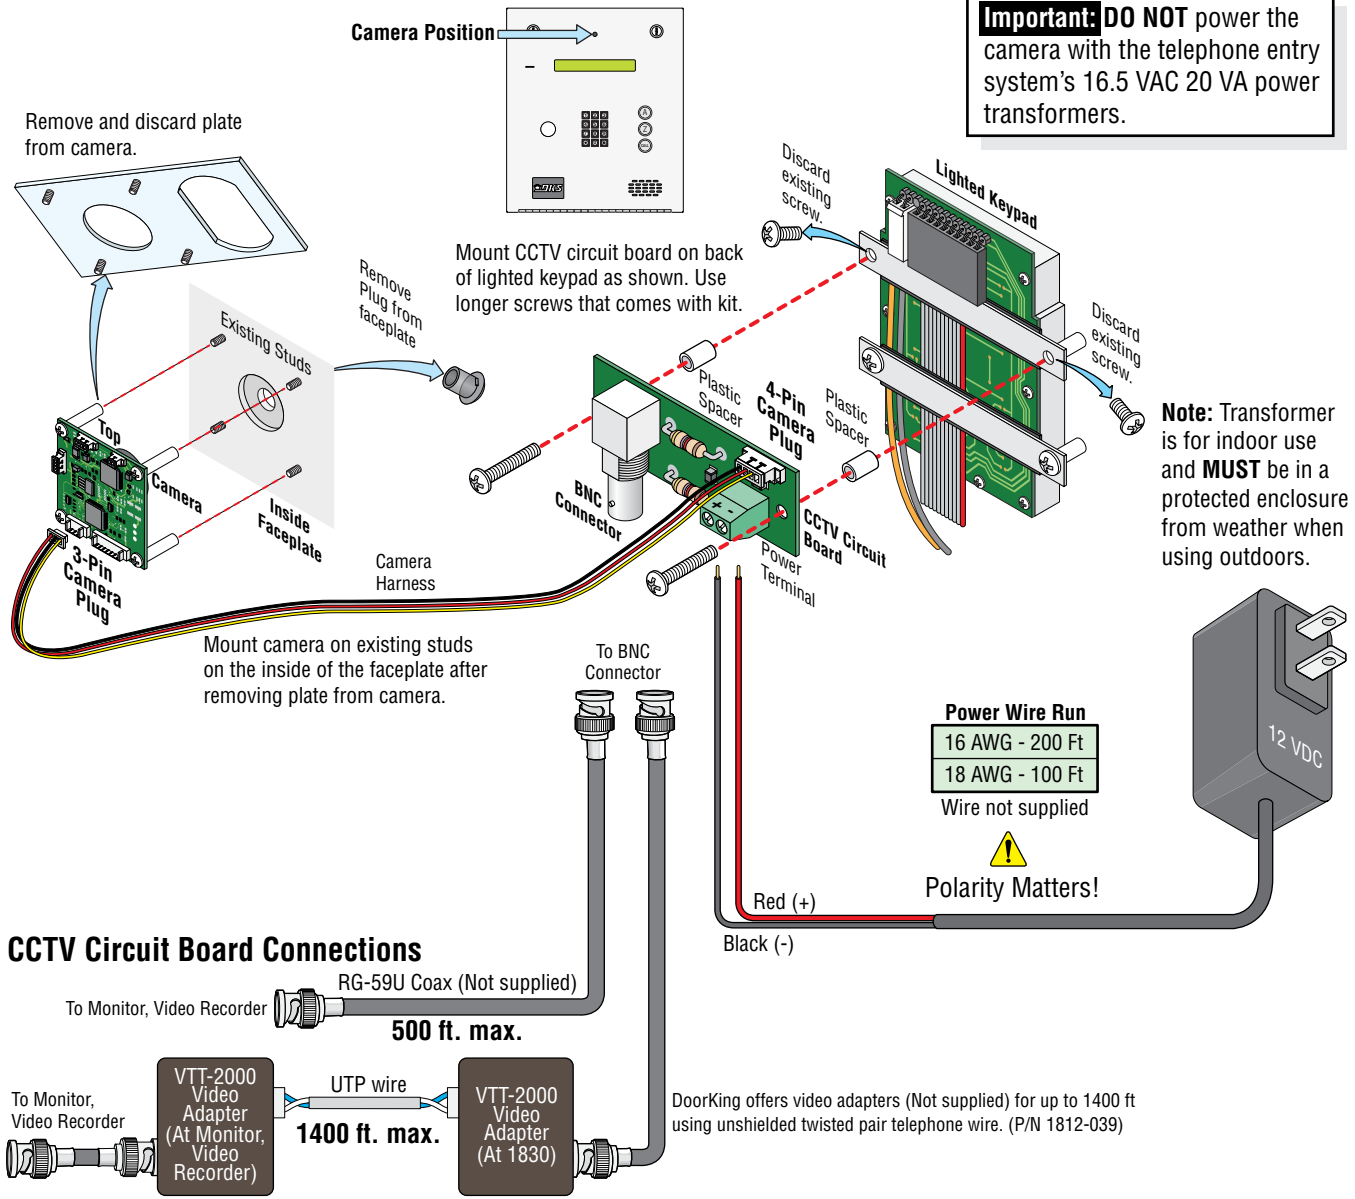 Important: DO NOT power the
camera with the telephone entry
system's 16.5 VAC 20 VA power
transformers.
Camera Position
A
Z
CALL
DKS
Remove and discard plate
from camera.
Mount CCTV circuit board on back
of lighted keypad as shown. Use
longer screws that comes with kit.
Discard
existing
screw.
Lighted Keypad
Remove
Plug from
faceplate
Existing Studs
Discard
existing
screw.
Plastic
Spacer
4-Pin
Camera
Plug
Plastic
Spacer
Top
Camera
Inside
Faceplate
3-Pin
Camera
Plug
BNC
Connector
+ -
CCTV Circuit
Board
Power
Terminal
Camera
Harness
Note: Transformer
is for indoor use
and MUST be in a
protected enclosure
from weather when
using outdoors.
Mount camera on existing studs
on the inside of the faceplate after
removing plate from camera.
To BNC
Connector
Power Wire Run
16 AWG - 200 Ft
18 AWG - 100 Ft
Wire not supplied
!
Polarity Matters!
12 VDC
Red (+)
Black (-)
CCTV Circuit Board Connections
RG-59U Coax (Not supplied)
To Monitor, Video Recorder
500 ft. max.
To Monitor,
Video Recorder
VTT-2000
Video
Adapter
(At Monitor,
Video
Recorder)
UTP wire
1400 ft. max.
VTT-2000
Video
Adapter
(At 1830)
DoorKing offers video adapters (Not supplied) for up to 1400 ft
using unshielded twisted pair telephone wire. (P/N 1812-039)